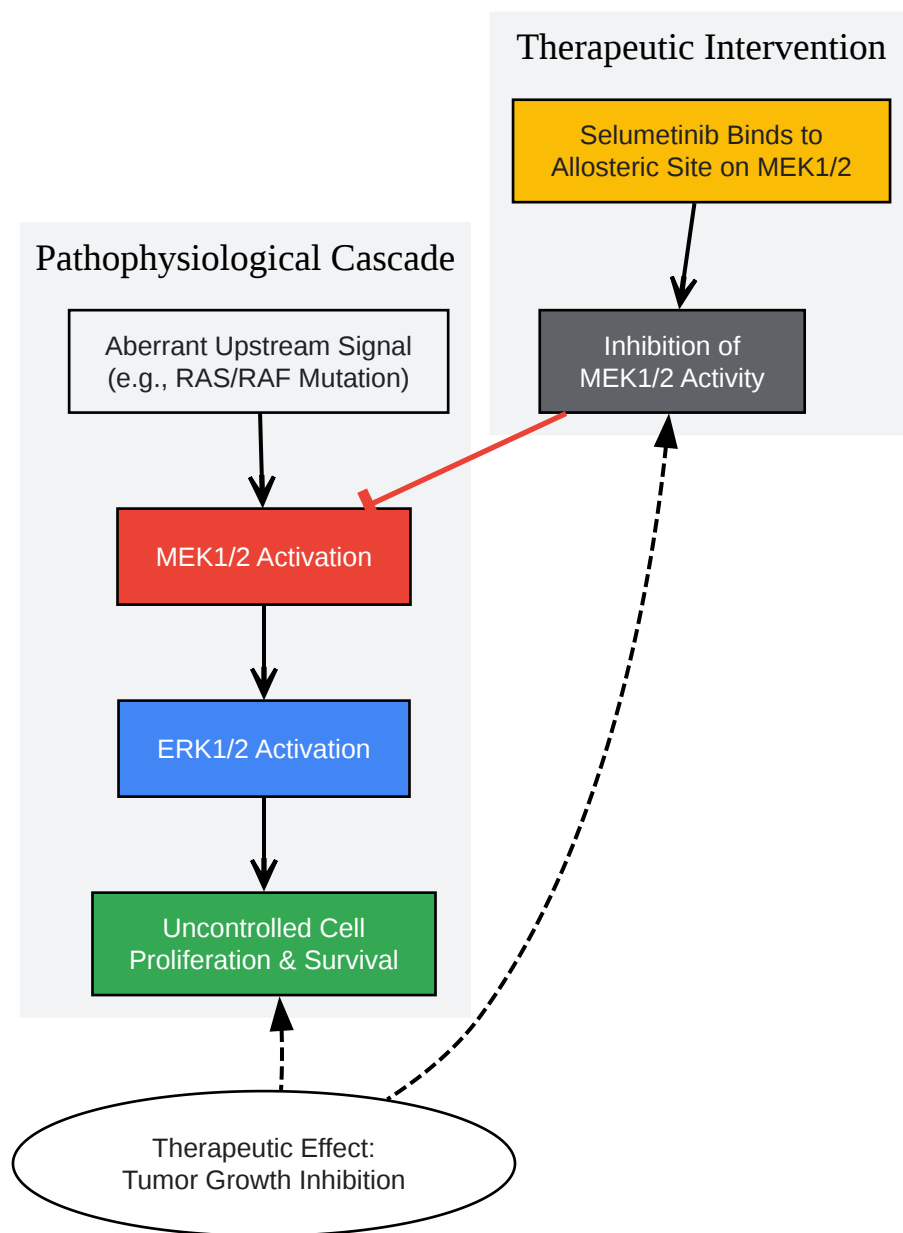 Therapeutic Intervention
Selumetinib Binds to
Allosteric Site on MEK1/2
Inhibition of
MEK1/2 Activity
Pathophysiological Cascade
Aberrant Upstream Signal
(e.g., RAS/RAF Mutation)
MEK1/2 Activation
ERK1/2 Activation
Uncontrolled Cell
Proliferation & Survival
Therapeutic Effect:
Tumor Growth Inhibition